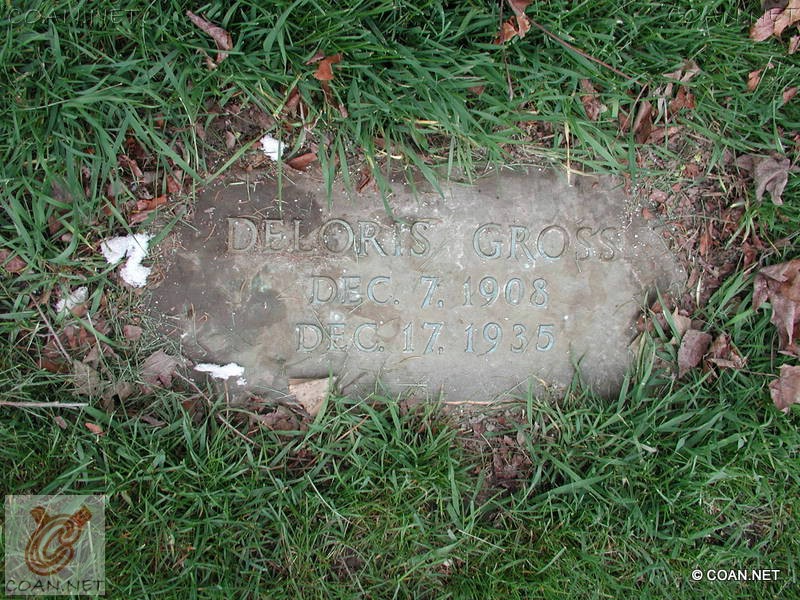 DELORIS GROSS
DEC. 7, 1908
DEC. 17, 1935
COAN.NET
© COAN.NET